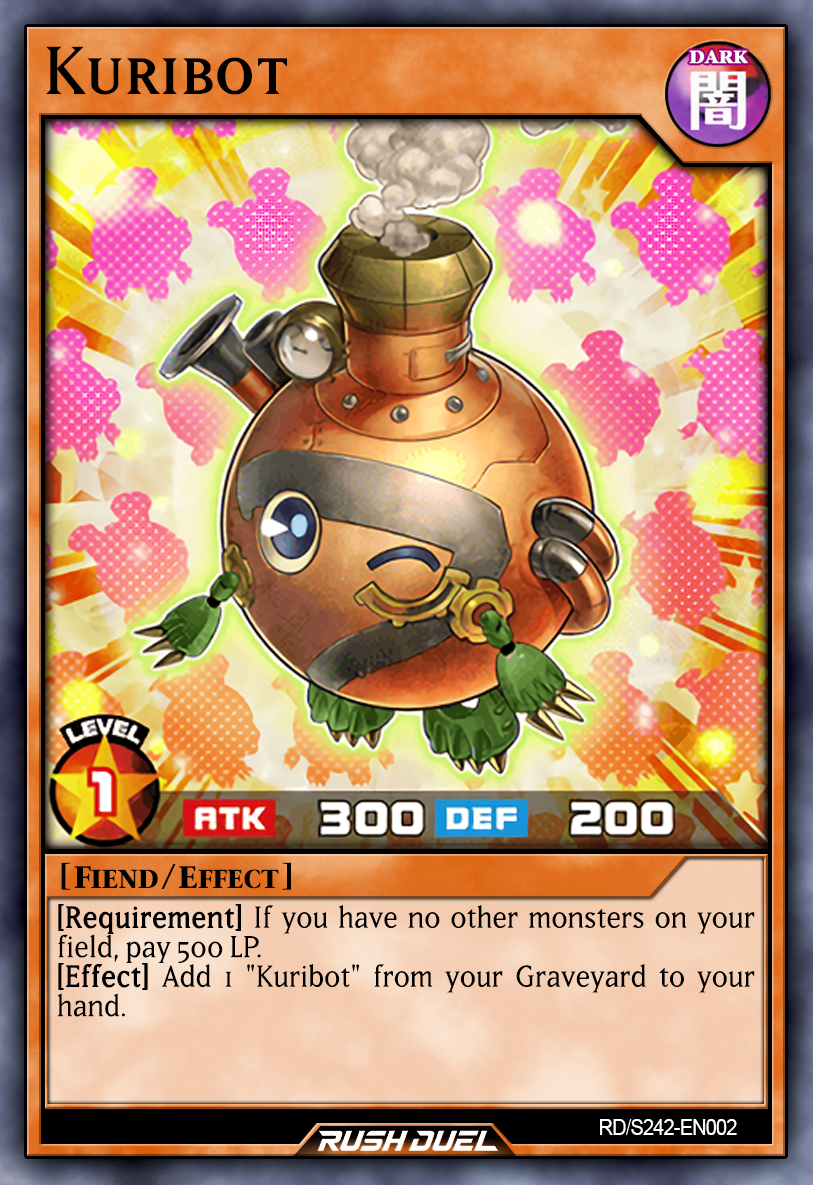 Kuribot
DARK
闇
LEVEL
1
ATK 300 DEF 200
[Fiend/Effect]
[Requirement] If you have no other monsters on your
field, pay 500 LP.
[Effect] Add 1 "Kuribot" from your Graveyard to your
hand.
RD/S242-EN002
RUSH DUEL